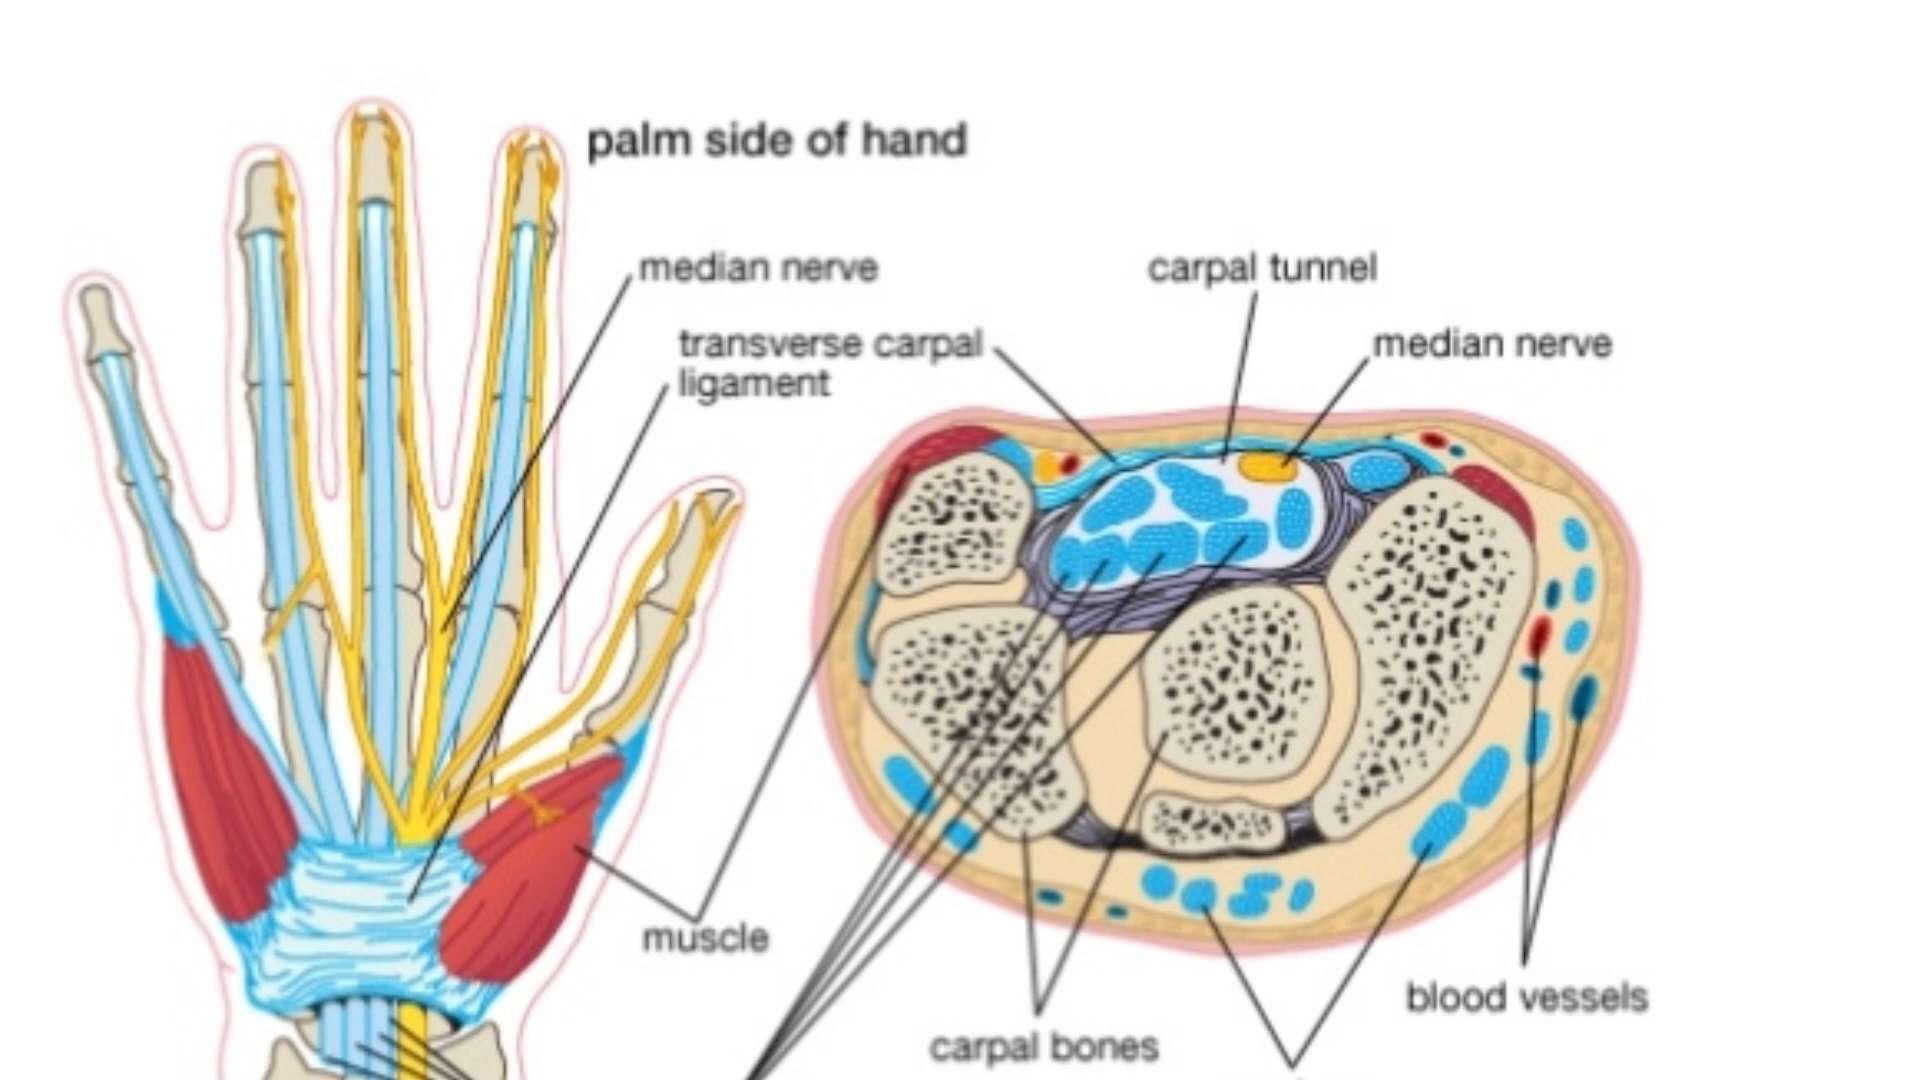 palm side of hand
median nerve
carpal tunnel
transverse carpal
ligament
median nerve
muscle
blood vessels
carpal bones